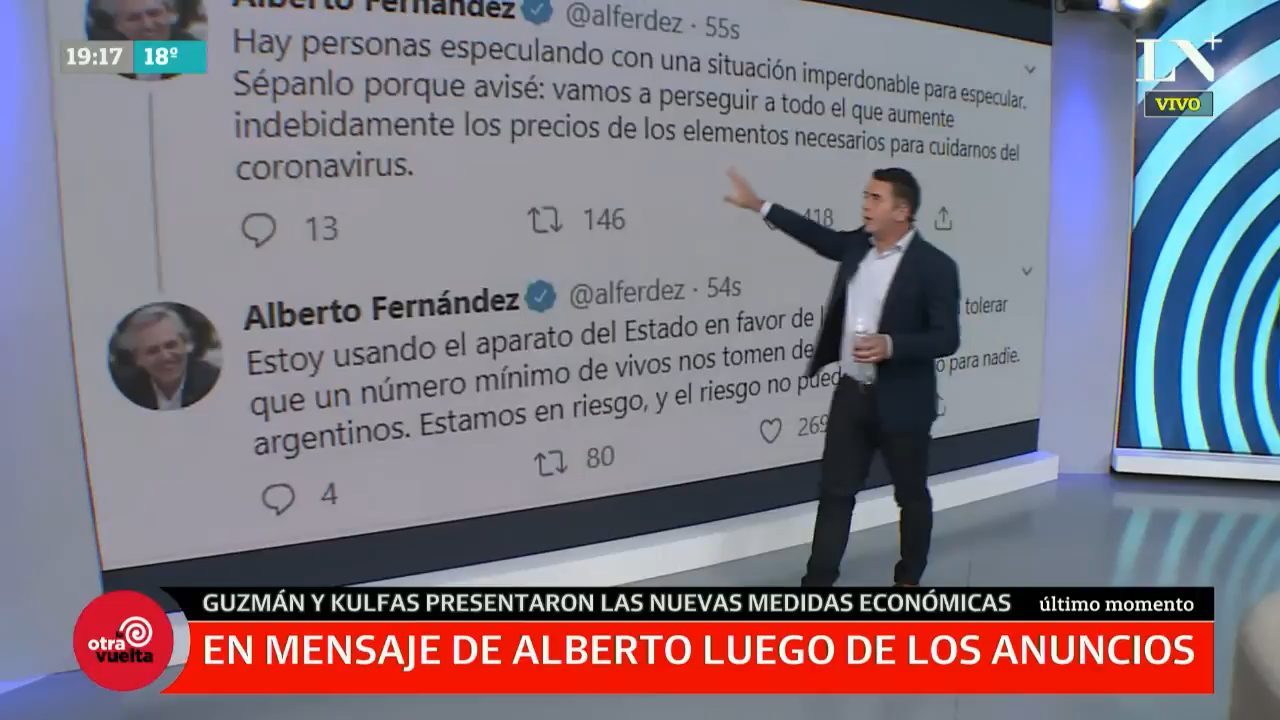 Alberto Fernández @alferdez · 55s
19:17 18º
LN+
VIVO
Hay personas especulando con una situación imperdonable para especular.
Sépanlo porque avisé: vamos a perseguir a todo el que aumente
indebidamente los precios de los elementos necesarios para cuidarnos del
coronavirus.
13 146 418
Alberto Fernández @alferdez · 54s
Estoy usando el aparato del Estado en favor de tolerar
que un número mínimo de vivos nos tomen de
argentinos. Estamos en riesgo, y el riesgo no para nadie.
4 80 269
GUZMÁN Y KULFAS PRESENTARON LAS NUEVAS MEDIDAS ECONÓMICAS último momento
la otra vuelta
EN MENSAJE DE ALBERTO LUEGO DE LOS ANUNCIOS